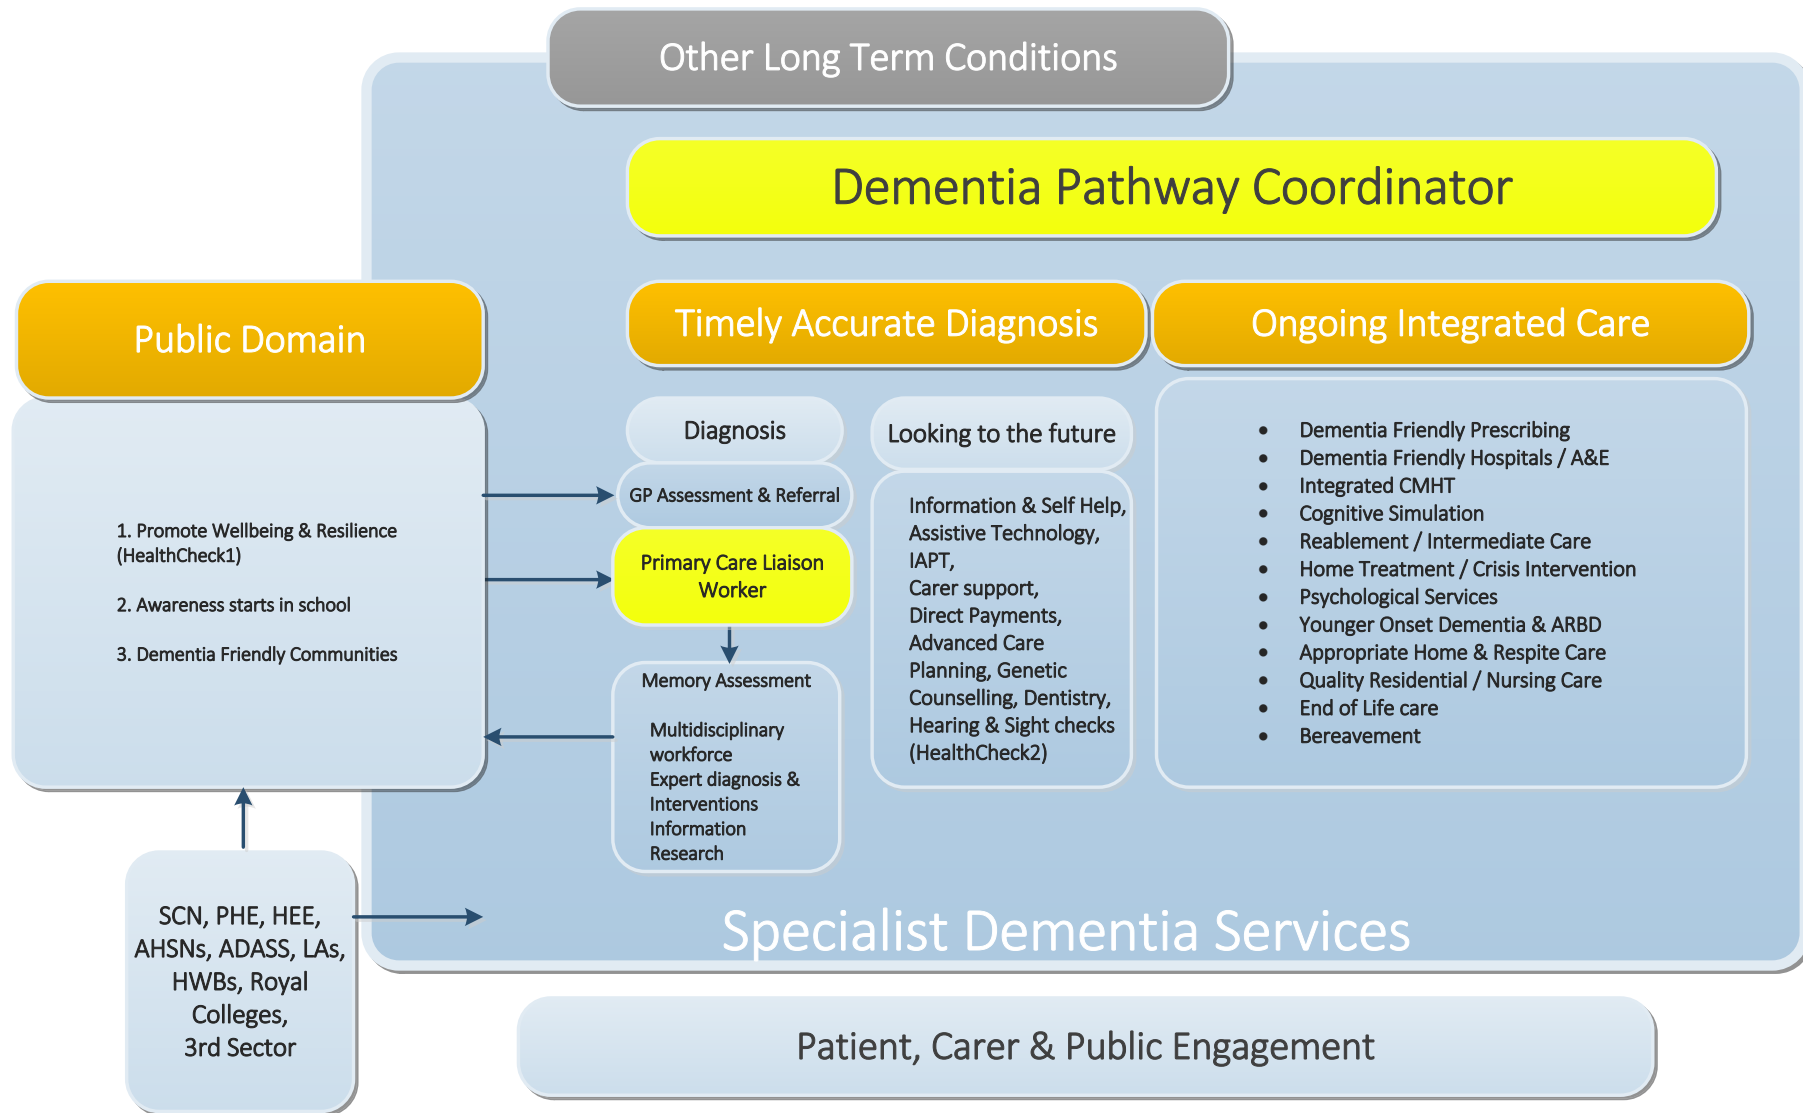 Other Long Term Conditions
Dementia Pathway Coordinator
Public Domain
1. Promote Wellbeing & Resilience
(HealthCheck1)
2. Awareness starts in school
3. Dementia Friendly Communities
Timely Accurate Diagnosis
Diagnosis
GP Assessment & Referral
Primary Care Liaison
Worker
Memory Assessment
Multidisciplinary
workforce
Expert diagnosis &
Interventions
Information
Research
Looking to the future
Information & Self Help,
Assistive Technology,
IAPT,
Carer support,
Direct Payments,
Advanced Care
Planning, Genetic
Counselling, Dentistry,
Hearing & Sight checks
(HealthCheck2)
Ongoing Integrated Care
• Dementia Friendly Prescribing
• Dementia Friendly Hospitals / A&E
• Integrated CMHT
• Cognitive Simulation
• Reablement / Intermediate Care
• Home Treatment / Crisis Intervention
• Psychological Services
• Younger Onset Dementia & ARBD
• Appropriate Home & Respite Care
• Quality Residential / Nursing Care
• End of Life care
• Bereavement
SCN, PHE, HEE,
AHSNs, ADASS, LAs,
HWBs, Royal
Colleges,
3rd Sector
Specialist Dementia Services
Patient, Carer & Public Engagement